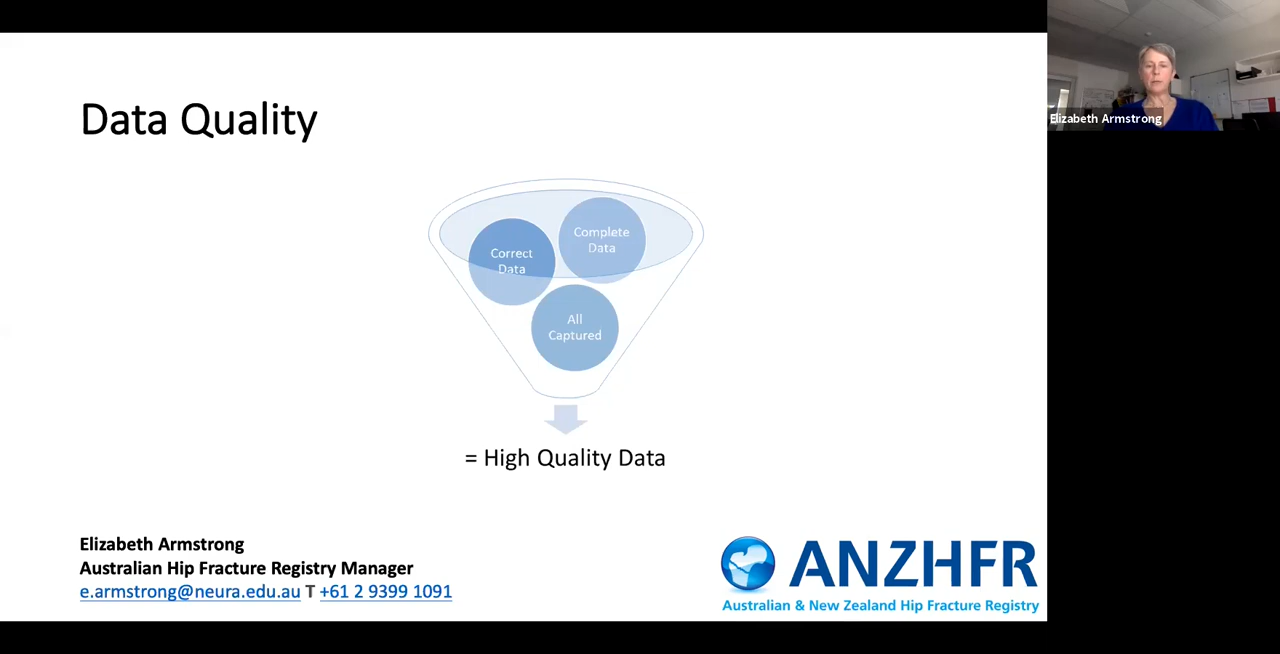 Data Quality
Elizabeth Armstrong
Correct
Data
Complete
Data
All
Captured
= High Quality Data
Elizabeth Armstrong
Australian Hip Fracture Registry Manager
e.armstrong@neura.edu.au T +61 2 9399 1091
ANZHFR
Australian & New Zealand Hip Fracture Registry